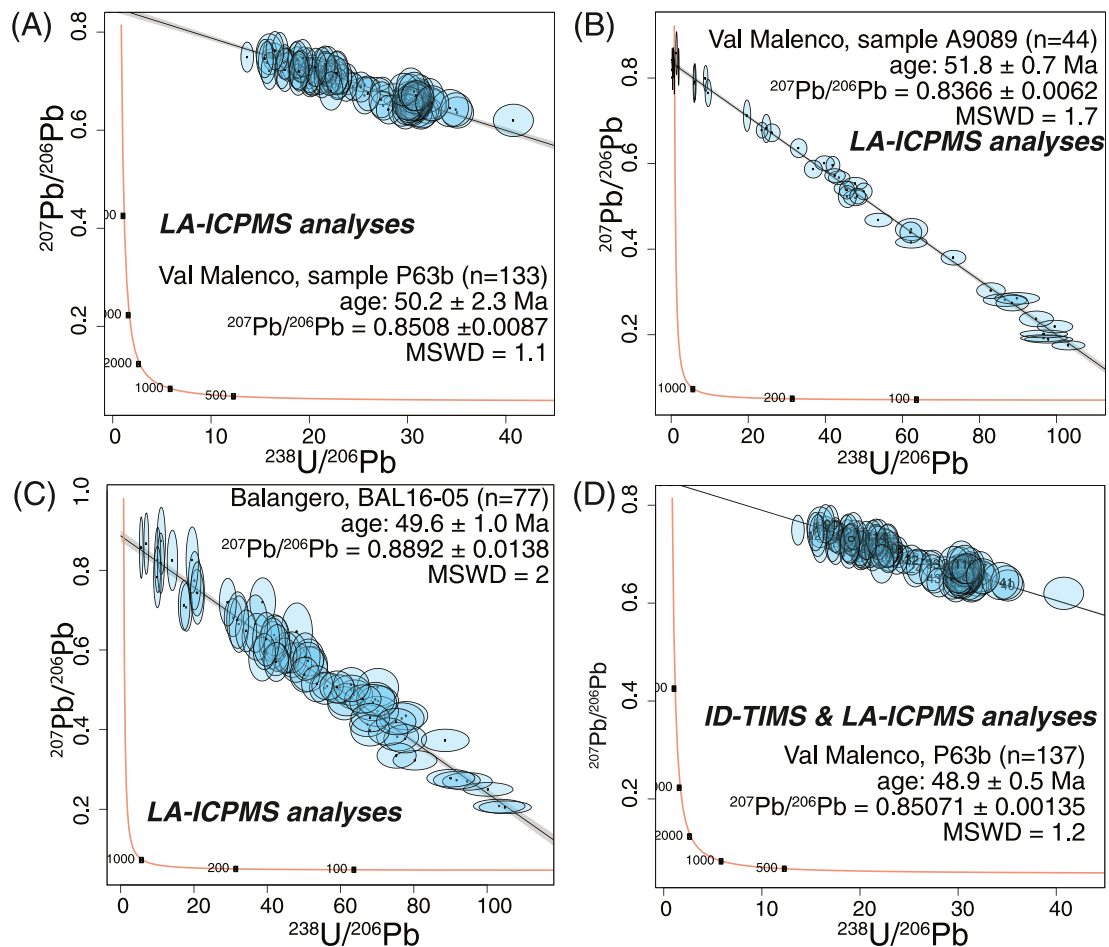 (A)
0.8
0.6
0.4
0.2
²⁰⁷Pb/²⁰⁶Pb
LA-ICPMS analyses
Val Malenco, sample P63b (n=133)
age: 50.2 ± 2.3 Ma
²⁰⁷Pb/²⁰⁶Pb = 0.8508 ±0.0087
MSWD = 1.1
2000
1000
500
0 10 20 30 40
²³⁸U/²⁰⁶Pb
(B)
Val Malenco, sample A9089 (n=44)
age: 51.8 ± 0.7 Ma
²⁰⁷Pb/²⁰⁶Pb = 0.8366 ± 0.0062
MSWD = 1.7
LA-ICPMS analyses
0.8
0.6
0.4
0.2
²⁰⁷Pb/²⁰⁶Pb
1000
200
100
0 20 40 60 80 100
²³⁸U/²⁰⁶Pb
(C)
Balangero, BAL16-05 (n=77)
age: 49.6 ± 1.0 Ma
²⁰⁷Pb/²⁰⁶Pb = 0.8892 ± 0.0138
MSWD = 2
1.0
0.8
0.6
0.4
0.2
²⁰⁷Pb/²⁰⁶Pb
LA-ICPMS analyses
1000
200
100
0 20 40 60 80 100
²³⁸U/²⁰⁶Pb
(D)
0.8
0.6
0.4
0.2
²⁰⁷Pb/²⁰⁶Pb
ID-TIMS & LA-ICPMS analyses
Val Malenco, P63b (n=137)
age: 48.9 ± 0.5 Ma
²⁰⁷Pb/²⁰⁶Pb = 0.85071 ± 0.00135
MSWD = 1.2
2000
1000
500
0 10 20 30 40
²³⁸U/²⁰⁶Pb